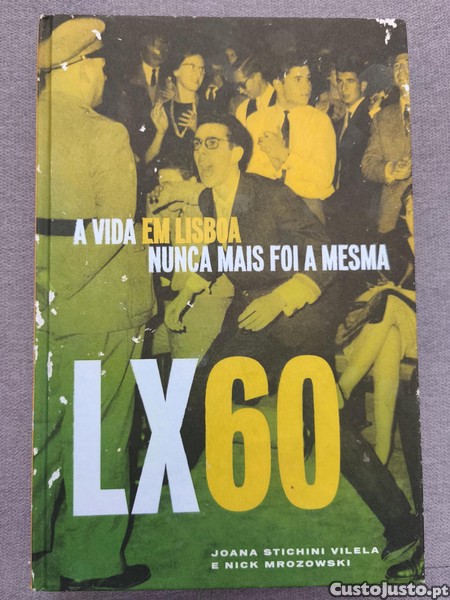 A VIDA EM LISBOA
NUNCA MAIS FOI A MESMA
LX60
JOANA STICHINI VILELA
E NICK MROZOWSKI
CustoJusto.pt